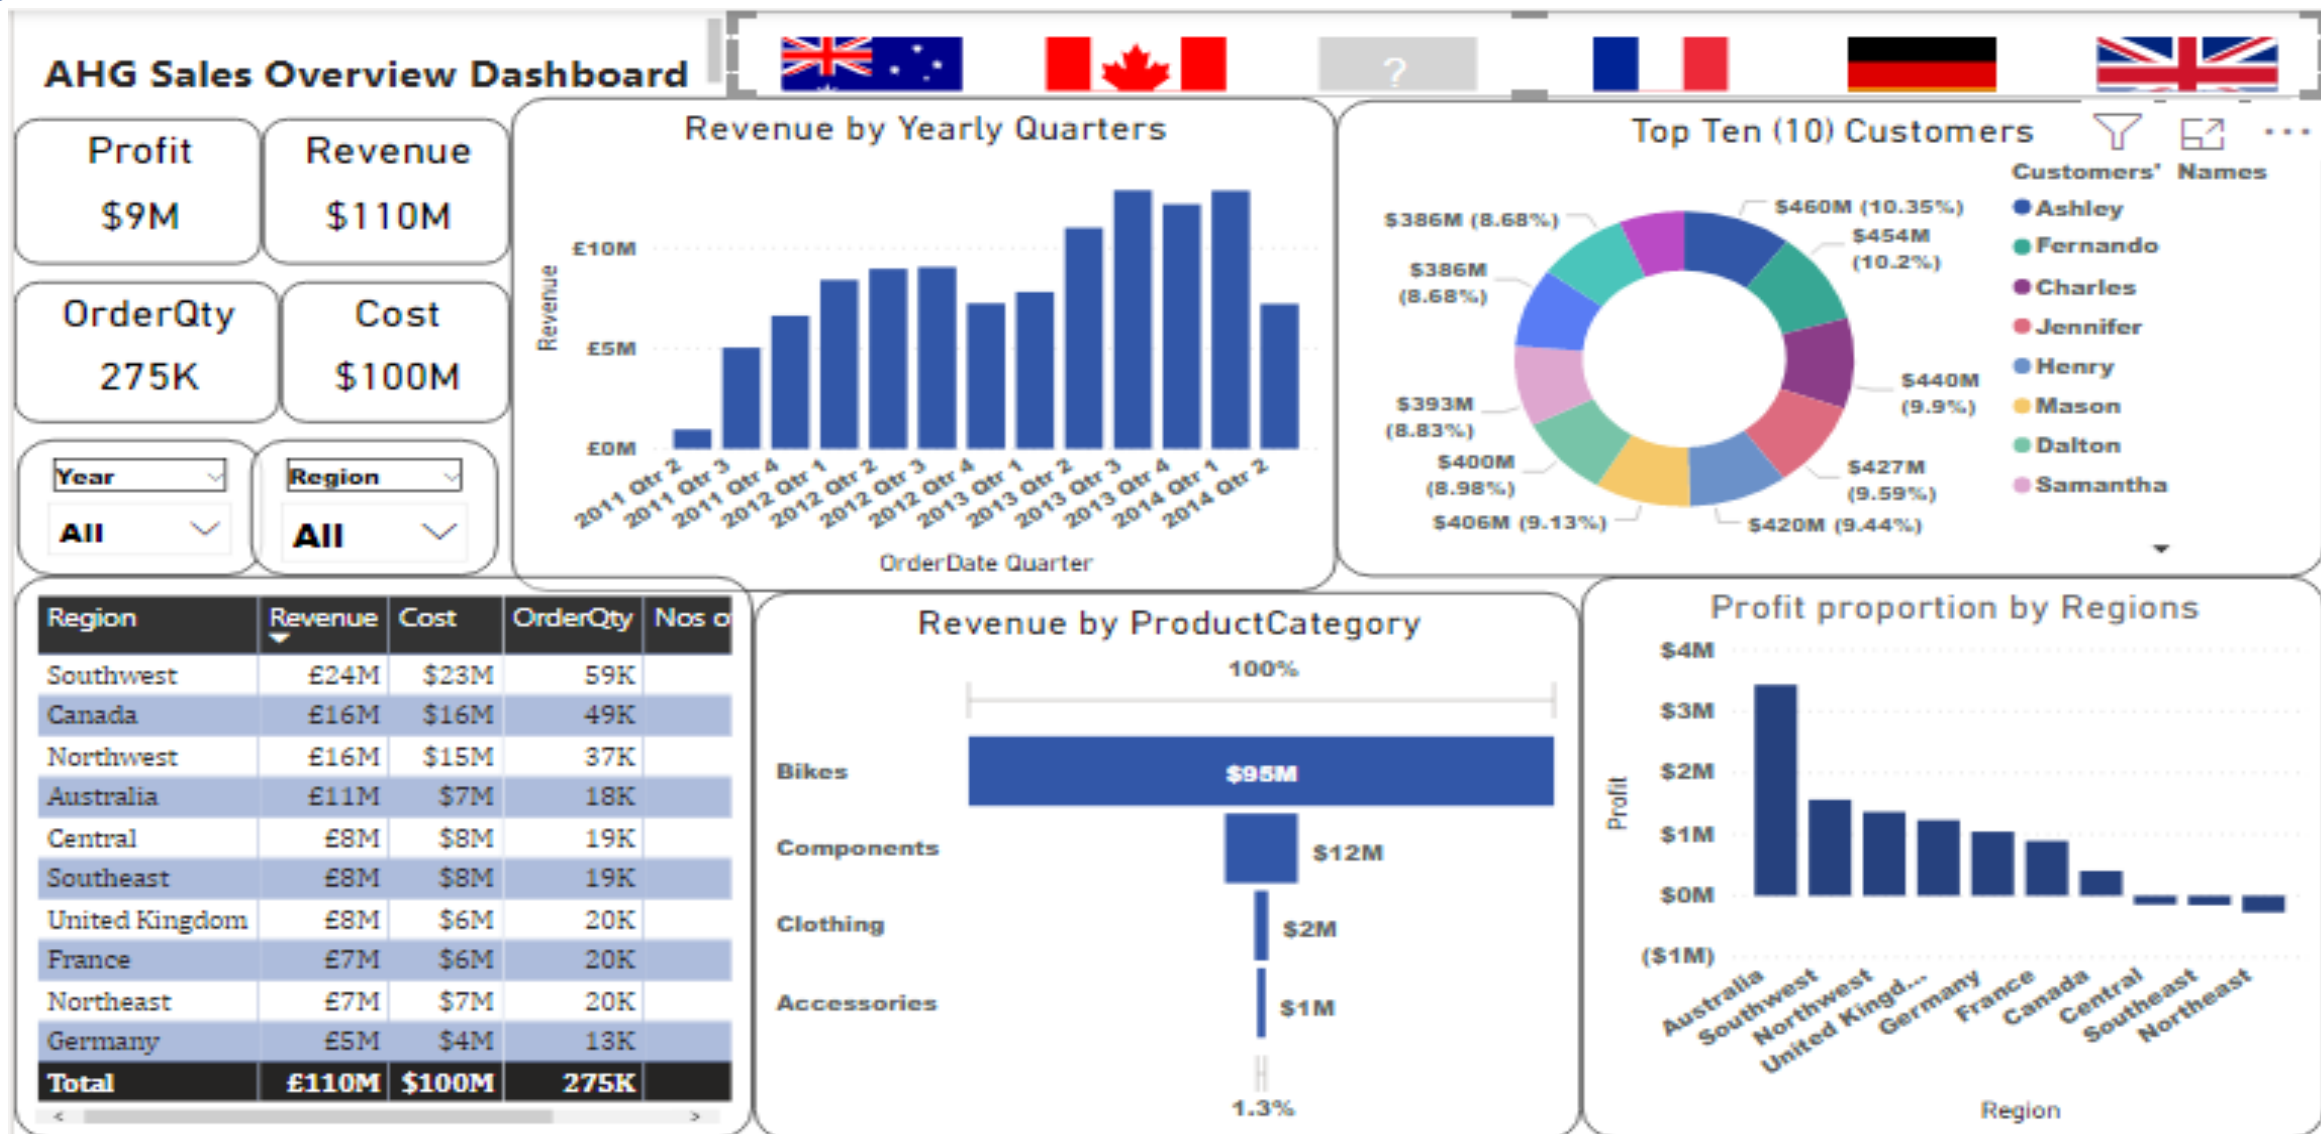 AHG Sales Overview Dashboard
?
Profit
$9M
Revenue
$110M
OrderQty
275K
Cost
$100M
Year
All
Region
All
Revenue by Yearly Quarters
Revenue
£10M
£5M
£0M
2011 Qtr 2
2011 Qtr 3
2011 Qtr 4
2012 Qtr 1
2012 Qtr 2
2012 Qtr 3
2012 Qtr 4
2013 Qtr 1
2013 Qtr 2
2013 Qtr 3
2013 Qtr 4
2014 Qtr 1
2014 Qtr 2
OrderDate Quarter
Top Ten (10) Customers
Customers' Names
Ashley
Fernando
Charles
Jennifer
Henry
Mason
Dalton
Samantha
$460M (10.35%)
$454M
(10.2%)
$440M
(9.9%)
$427M
(9.59%)
$420M (9.44%)
$406M (9.13%)
$400M
(8.98%)
$393M
(8.83%)
$386M
(8.68%)
$386M (8.68%)
Region Revenue Cost OrderQty Nos o
Southwest £24M $23M 59K
Canada £16M $16M 49K
Northwest £16M $15M 37K
Australia £11M $7M 18K
Central £8M $8M 19K
Southeast £8M $8M 19K
United Kingdom £8M $6M 20K
France £7M $6M 20K
Northeast £7M $7M 20K
Germany £5M $4M 13K
Total £110M $100M 275K
Revenue by ProductCategory
100%
Bikes $95M
Components $12M
Clothing $2M
Accessories $1M
1.3%
Profit proportion by Regions
Profit
$4M
$3M
$2M
$1M
$0M
($1M)
Australia
Southwest
Northwest
United Kingd...
Germany
France
Canada
Central
Southeast
Northeast
Region